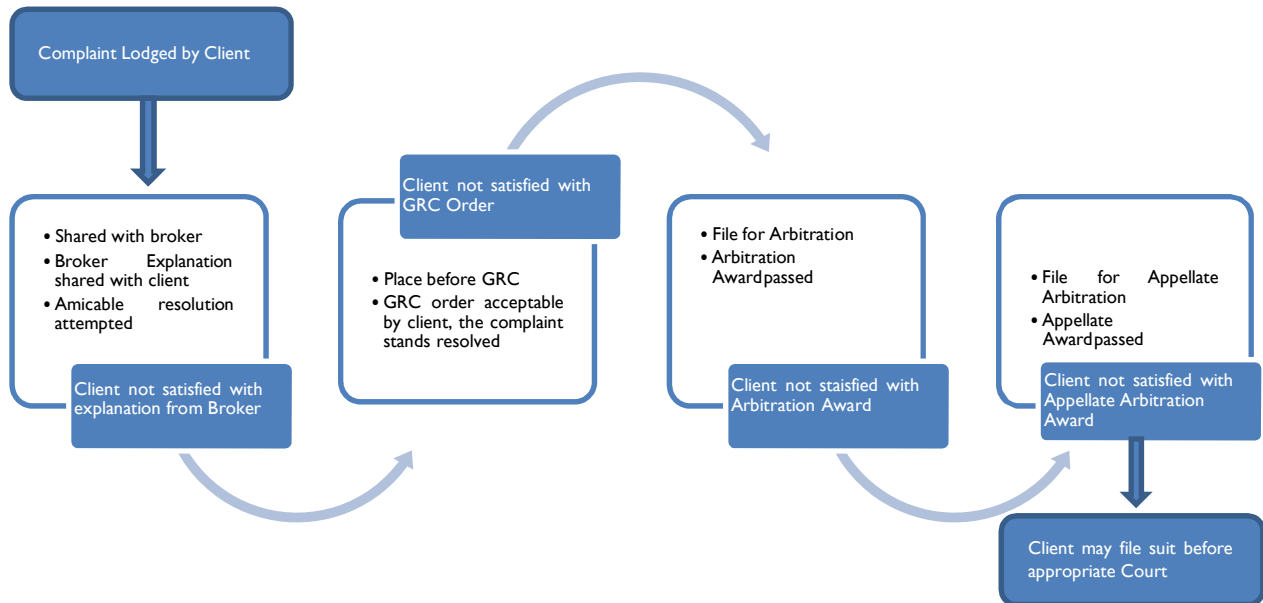 Complaint Lodged by Client
• Shared with broker
• Broker Explanation
shared with client
• Amicable resolution
attempted
Client not satisfied with
explanation from Broker
Client not satisfied with
GRC Order
• Place before GRC
• GRC order acceptable
by client, the complaint
stands resolved
• File for Arbitration
• Arbitration
Awardpassed
Client not staisfied with
Arbitration Award
• File for Appellate
Arbitration
• Appellate
Awardpassed
Client not satisfied with
Appellate Arbitration
Award
Client may file suit before
appropriate Court